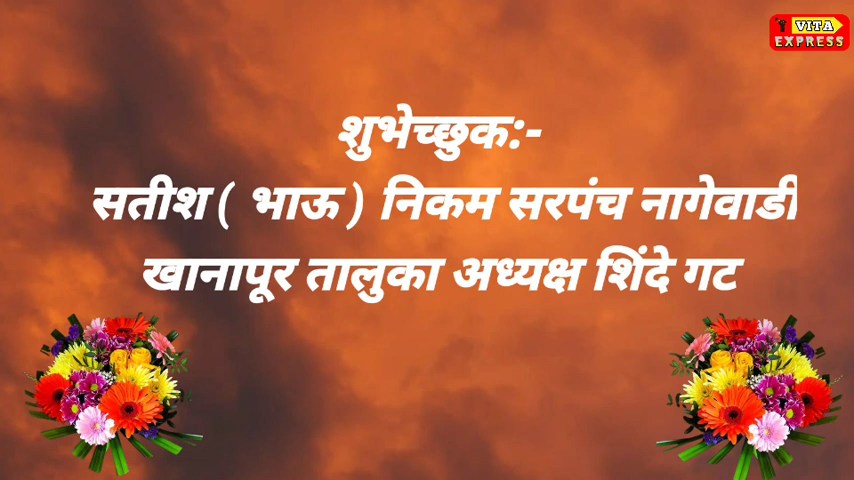 VITA
EXPRESS
शुभेच्छुक:-
सतीश ( भाऊ ) निकम सरपंच नागेवाडी
खानापूर तालुका अध्यक्ष शिंदे गट